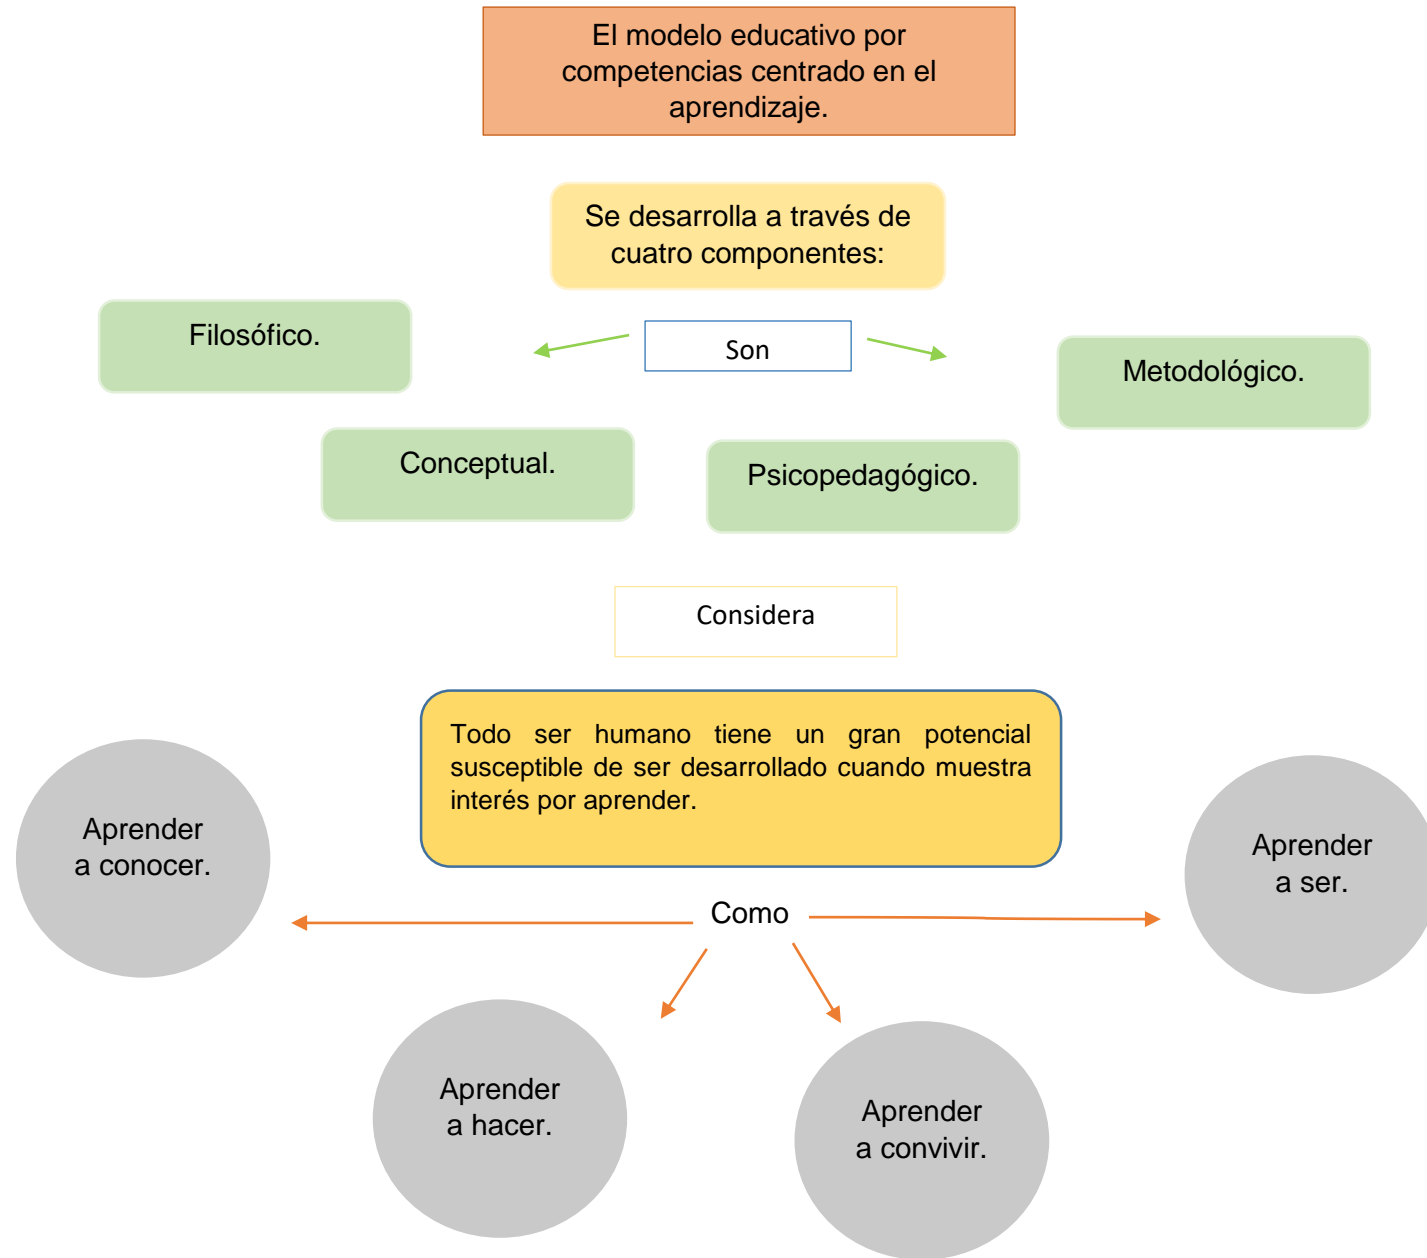 El modelo educativo por
competencias centrado en el
aprendizaje.
Se desarrolla a través de
cuatro componentes:
Filosófico.
Son
Metodológico.
Conceptual.
Psicopedagógico.
Considera
Todo ser humano tiene un gran potencial
susceptible de ser desarrollado cuando muestra
interés por aprender.
Aprender
a conocer.
Aprender
a ser.
Como
Aprender
a hacer.
Aprender
a convivir.